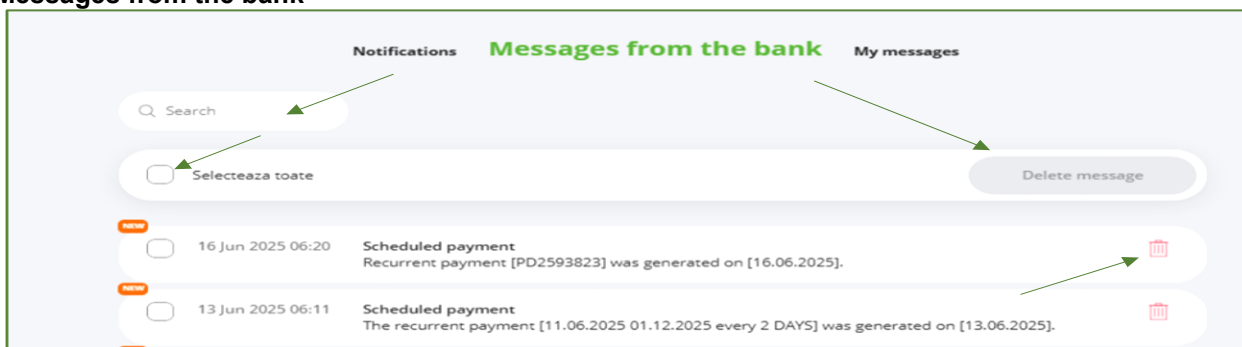 Messages from the bank
Notifications Messages from the bank My messages
Search
Selecteaza toate Delete message
NEW
16 Jun 2025 06:20 Scheduled payment
Recurrent payment [PD2593823] was generated on [16.06.2025].
NEW
13 Jun 2025 06:11 Scheduled payment
The recurrent payment [11.06.2025 01.12.2025 every 2 DAYS] was generated on [13.06.2025].